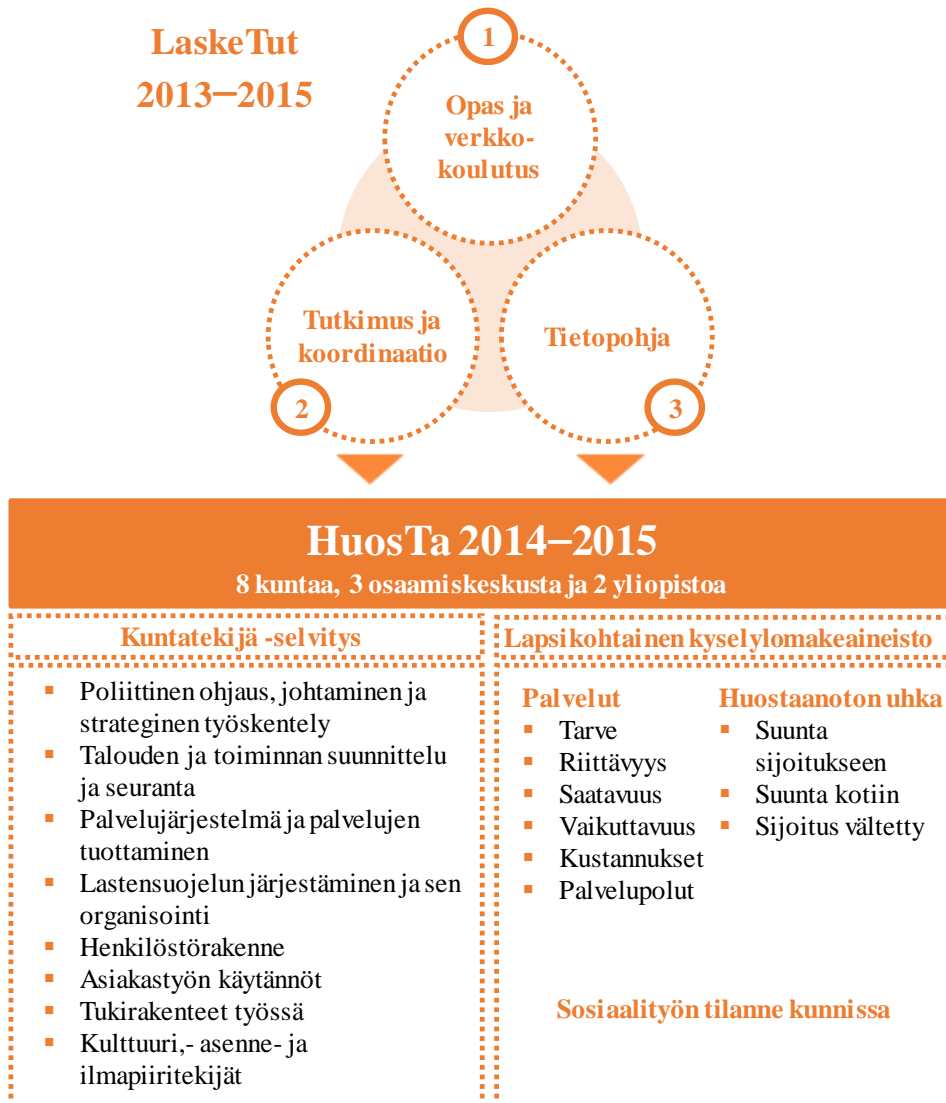 LaskeTut
2013–2015
1
Opas ja
verkko-
koulutus
Tutkimus ja
koordinaatio
2
Tietopohja
3
HuosTa 2014–2015
8 kuntaa, 3 osaamiskeskusta ja 2 yliopistoa
Kuntatekijä -selvitys
▪ Poliittinen ohjaus, johtaminen ja
strateginen työskentely
▪ Talouden ja toiminnan suunnittelu
ja seuranta
▪ Palvelujärjestelmä ja palvelujen
tuottaminen
▪ Lastensuojelun järjestäminen ja sen
organisointi
▪ Henkilöstörakenne
▪ Asiakastyön käytännöt
▪ Tukirakenteet työssä
▪ Kulttuuri,- asenne- ja
ilmapiiritekijät
Lapsikohtainen kyselylomakeaineisto
Palvelut
▪ Tarve
▪ Riittävyys
▪ Saatavuus
▪ Vaikuttavuus
▪ Kustannukset
▪ Palvelupolut
Huostaanoton uhka
▪ Suunta
sijoitukseen
▪ Suunta kotiin
▪ Sijoitus vältetty
Sosiaalityön tilanne kunnissa